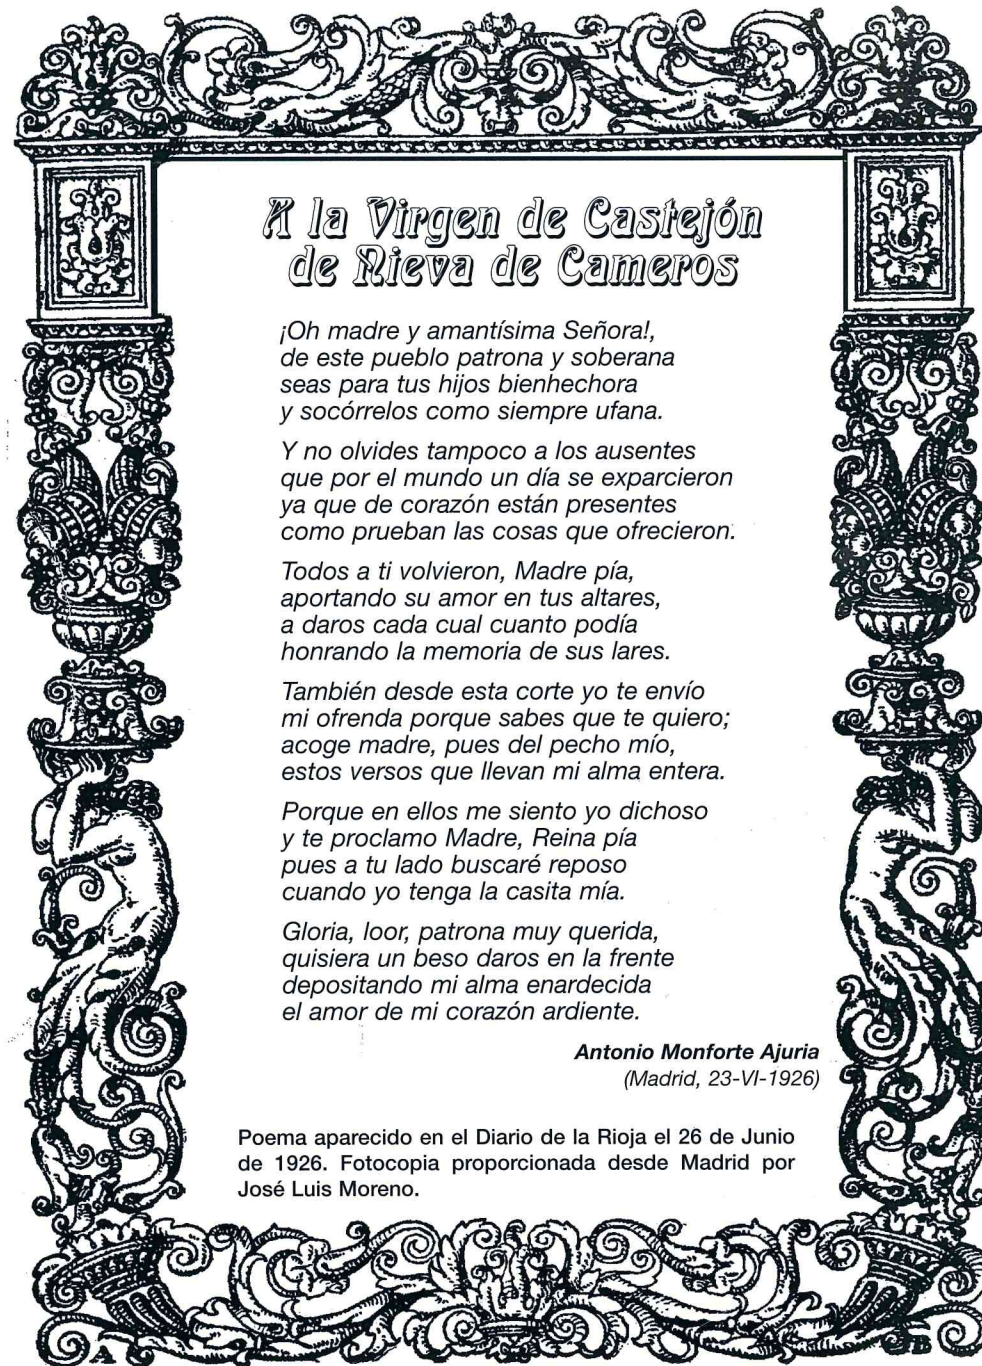 A la Virgen de Castejón
de Nieva de Cameros
¡Oh madre y amantísima Señora!,
de este pueblo patrona y soberana
seas para tus hijos bienhechora
y socórrelos como siempre ufana.
Y no olvides tampoco a los ausentes
que por el mundo un día se exparcieron
ya que de corazón están presentes
como prueban las cosas que ofrecieron.
Todos a ti volvieron, Madre pía,
aportando su amor en tus altares,
a daros cada cual cuanto podía
honrando la memoria de sus lares.
También desde esta corte yo te envío
mi ofrenda porque sabes que te quiero;
acoge madre, pues del pecho mío,
estos versos que llevan mi alma entera.
Porque en ellos me siento yo dichoso
y te proclamo Madre, Reina pía
pues a tu lado buscaré reposo
cuando yo tenga la casita mía.
Gloria, loor, patrona muy querida,
quisiera un beso daros en la frente
depositando mi alma enardecida
el amor de mi corazón ardiente.
Antonio Monforte Ajuria
(Madrid, 23-VI-1926)
Poema aparecido en el Diario de la Rioja el 26 de Junio
de 1926. Fotocopia proporcionada desde Madrid por
José Luis Moreno.
A
B